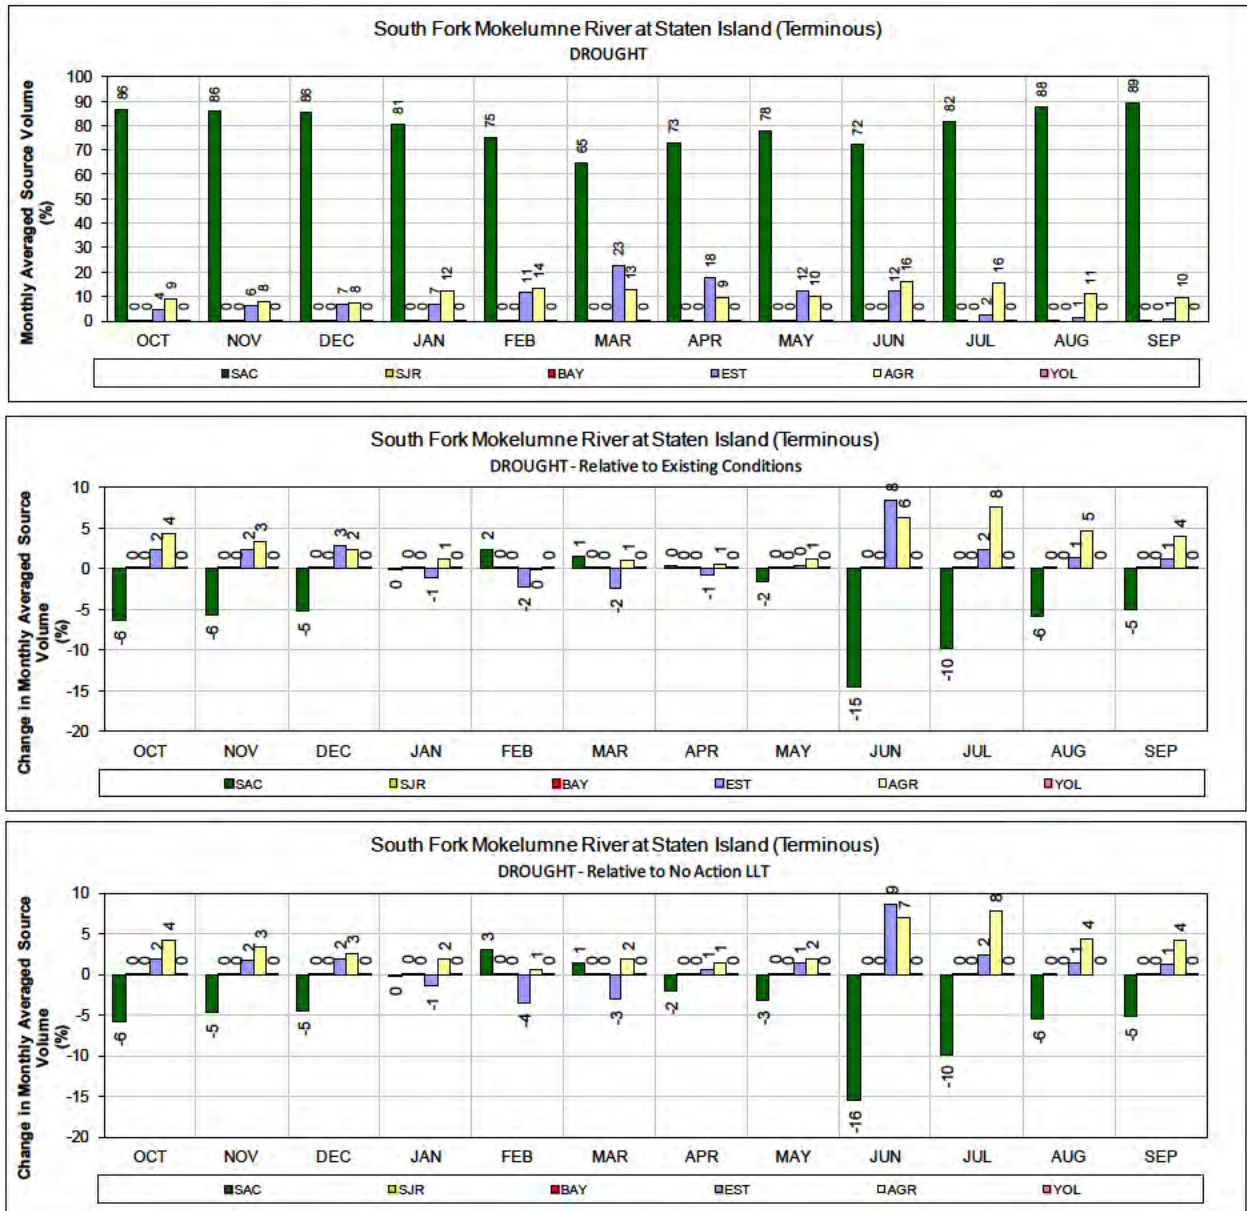 South Fork Mokelumne River at Staten Island (Terminous)
DROUGHT
Monthly Averaged Source Volume
(%)
100
90
80
70
60
50
40
30
20
10
0
86 0 0 4 9 0
86 0 0 6 8 0
86 0 0 7 8 0
81 0 0 7 12 0
75 0 0 11 14 0
65 0 0 23 13 0
73 0 0 18 9 0
78 0 0 12 10 0
72 0 0 12 16 0
82 0 0 2 16 0
88 0 0 1 11 0
89 0 0 1 10 0
OCT NOV DEC JAN FEB MAR APR MAY JUN JUL AUG SEP
SAC SJR BAY EST AGR YOL
South Fork Mokelumne River at Staten Island (Terminous)
DROUGHT - Relative to Existing Conditions
Change in Monthly Averaged Source
Volume
(%)
10
5
0
-5
-10
-15
-20
-6 0 0 2 4 0
-6 0 0 2 3 0
-5 0 0 3 2 0
0 0 0 -1 1 0
2 0 0 -2 0 0
1 0 0 -2 1 0
0 0 0 -1 1 0
-2 0 0 0 1 0
-15 0 0 8 6 0
-10 0 0 2 8 0
-6 0 0 1 5 0
-5 0 0 1 4 0
OCT NOV DEC JAN FEB MAR APR MAY JUN JUL AUG SEP
SAC SJR BAY EST AGR YOL
South Fork Mokelumne River at Staten Island (Terminous)
DROUGHT - Relative to No Action LLT
Change in Monthly Averaged Source
Volume
(%)
10
5
0
-5
-10
-15
-20
-6 0 0 2 4 0
-5 0 0 2 3 0
-5 0 0 2 3 0
0 0 0 -1 2 0
3 0 0 -4 1 0
1 0 0 -3 2 0
-2 0 0 1 1 0
-3 0 0 1 2 0
-16 0 0 9 7 0
-10 0 0 2 8 0
-6 0 0 1 4 0
-5 0 0 1 4 0
OCT NOV DEC JAN FEB MAR APR MAY JUN JUL AUG SEP
SAC SJR BAY EST AGR YOL